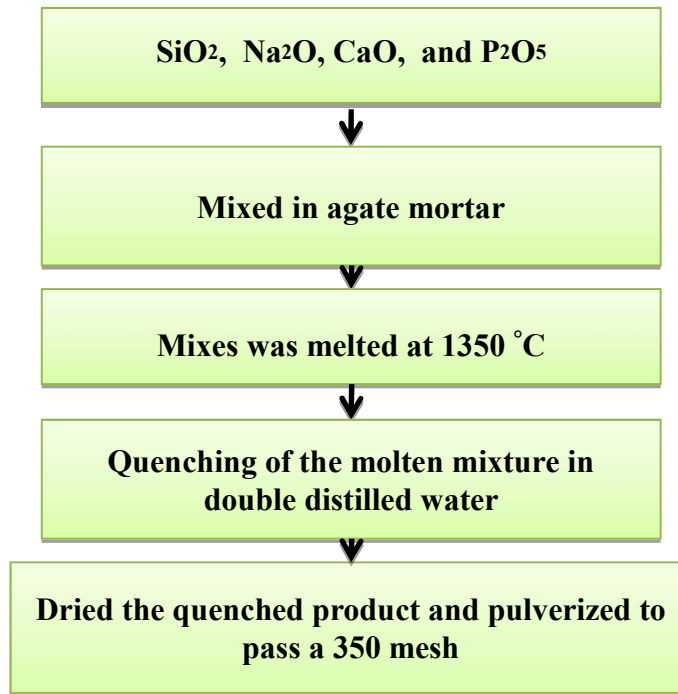 SiO2, Na2O, CaO, and P2O5
Mixed in agate mortar
Mixes was melted at 1350 °C
Quenching of the molten mixture in
double distilled water
Dried the quenched product and pulverized to
pass a 350 mesh